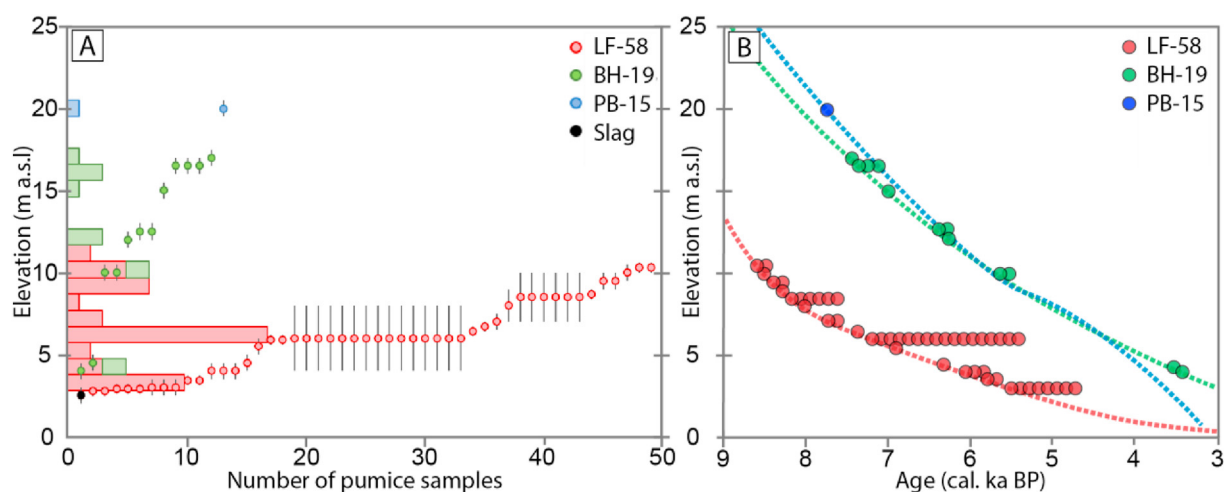 A
LF-58
BH-19
PB-15
Slag
25
20
15
10
5
0
Elevation (m a.s.l)
0 10 20 30 40 50
Number of pumice samples
B
LF-58
BH-19
PB-15
25
20
15
10
5
0
Elevation (m a.s.l)
9 8 7 6 5 4 3
Age (cal. ka BP)